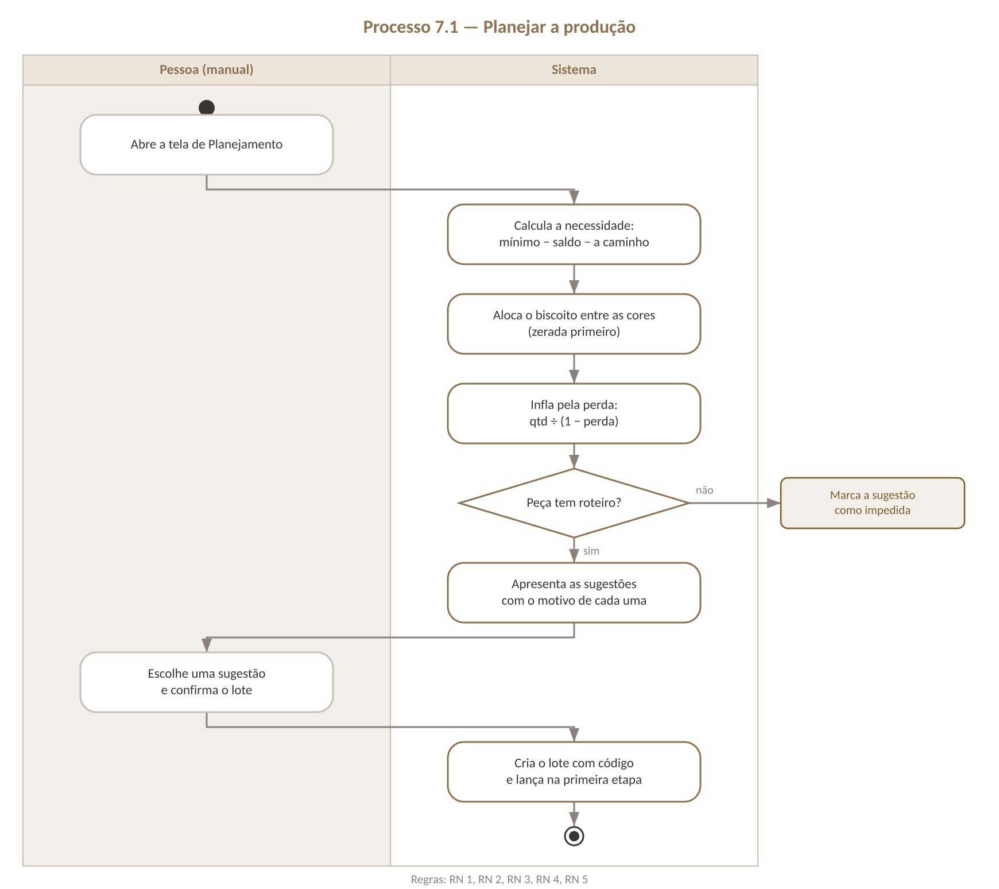 Processo 7.1 — Planejar a produção
Pessoa (manual)
Sistema
Abre a tela de Planejamento
Calcula a necessidade:
mínimo − saldo − a caminho
Aloca o biscoito entre as cores
(zerada primeiro)
Infla pela perda:
qtd ÷ (1 − perda)
Peça tem roteiro?
não
Marca a sugestão
como impedida
sim
Apresenta as sugestões
com o motivo de cada uma
Escolhe uma sugestão
e confirma o lote
Cria o lote com código
e lança na primeira etapa
Regras: RN 1, RN 2, RN 3, RN 4, RN 5